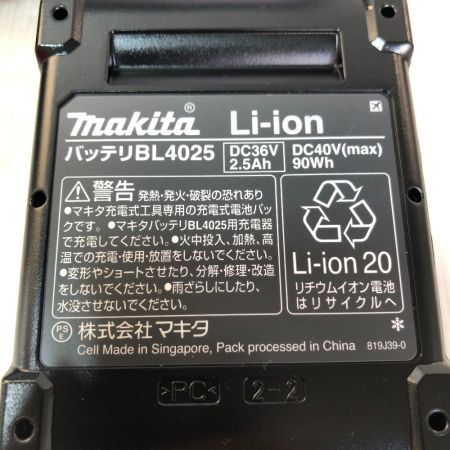 makita® Li-ion
バッテリBL4025 DC36V 2.5Ah DC40V(max) 90Wh
⚠警告 発熱・発火・破裂の恐れあり
●マキタ充電式工具専用の充電式電池パッ
クです。●マキタバッテリBL4025用充電器
で充電してください。●火中投入、加熱、高
温での充電・使用・放置をしないでください。
●変形やショートさせたり、分解・修理・改造
をしないでください。●雨ざらしにしたり、
水没させないでください。
Li-ion 20
リチウムイオン電池
はリサイクルへ
PSE 株式会社マキタ
Cell Made in Singapore, Pack processed in China 819J39-0
>PC< 2-2